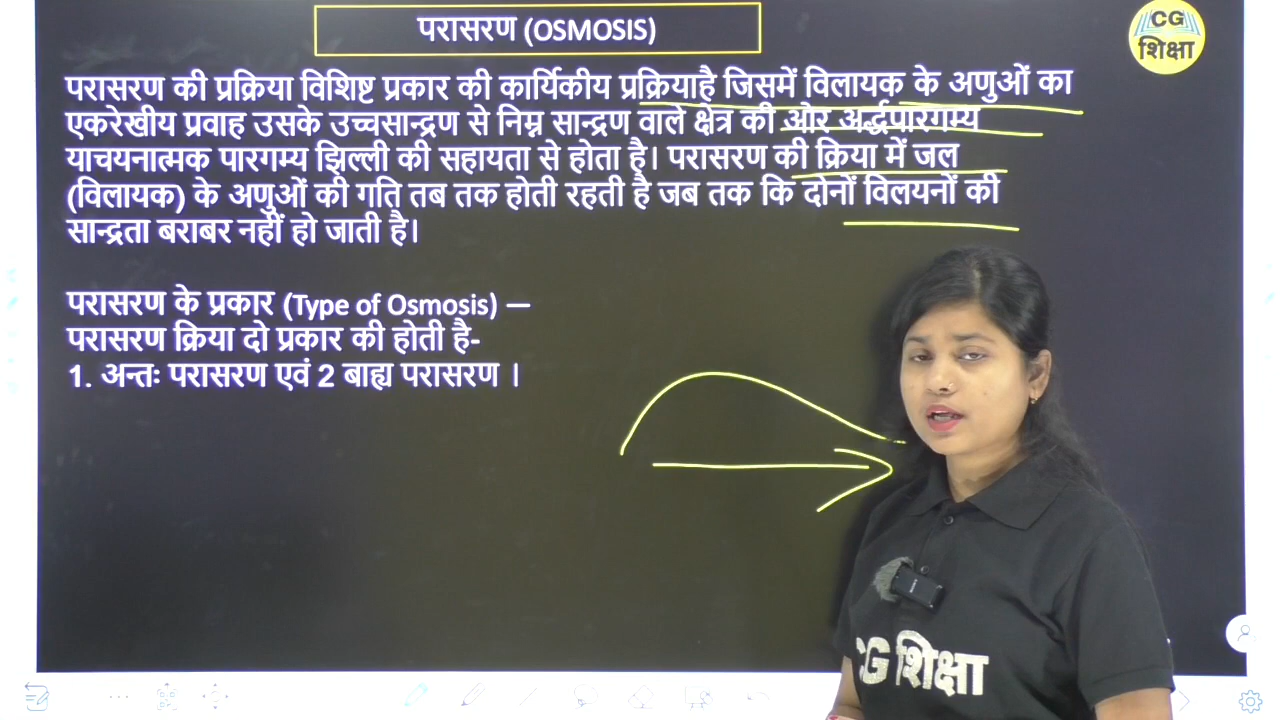 परासरण (OSMOSIS)
CG
शिक्षा
परासरण की प्रक्रिया विशिष्ट प्रकार की कार्यिकीय प्रक्रियाहै जिसमें विलायक के अणुओं का
एकरेखीय प्रवाह उसके उच्चसान्द्रण से निम्न सान्द्रण वाले क्षेत्र की ओर अर्द्धपारगम्य
याचयनात्मक पारगम्य झिल्ली की सहायता से होता है। परासरण की क्रिया में जल
(विलायक) के अणुओं की गति तब तक होती रहती है जब तक कि दोनों विलयनों की
सान्द्रता बराबर नहीं हो जाती है।
परासरण के प्रकार (Type of Osmosis) —
परासरण क्रिया दो प्रकार की होती है-
1. अन्तः परासरण एवं 2 बाह्य परासरण ।
CG शिक्षा